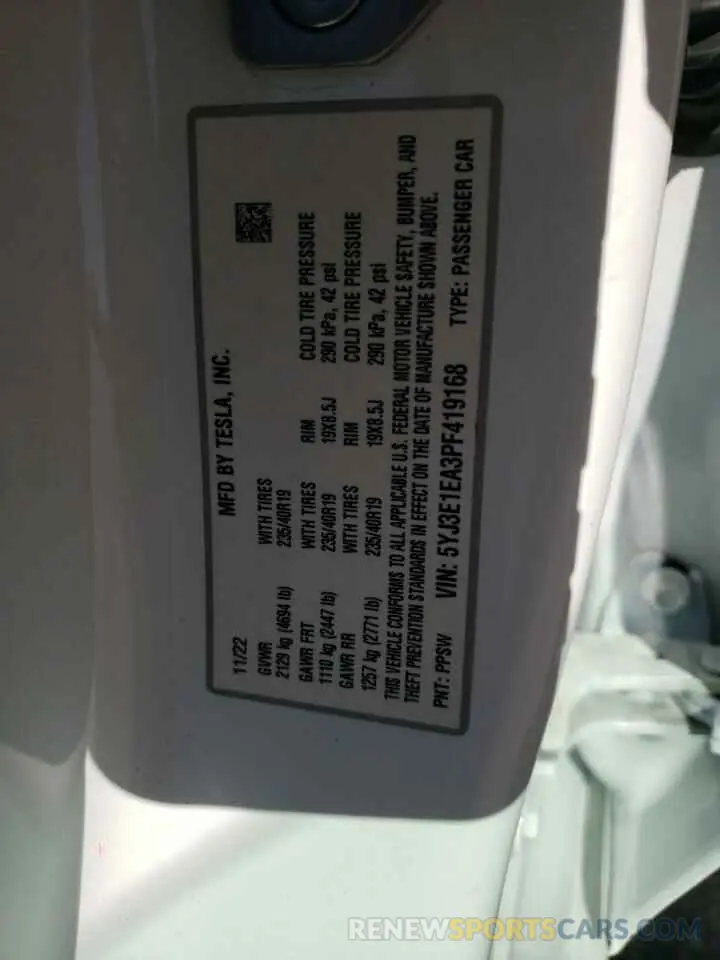 MFD BY TESLA, INC.
11/22
GVWR WITH TIRES
2129 kg (4694 lb) 235/40R19
GAWR FRT WITH TIRES RIM COLD TIRE PRESSURE
1110 kg (2447 lb) 235/40R19 19X8.5J 290 kPa, 42 psi
GAWR RR WITH TIRES RIM COLD TIRE PRESSURE
1257 kg (2771 lb) 235/40R19 19X8.5J 290 kPa, 42 psi
THIS VEHICLE CONFORMS TO ALL APPLICABLE U.S. FEDERAL MOTOR VEHICLE SAFETY, BUMPER, AND
THEFT PREVENTION STANDARDS IN EFFECT ON THE DATE OF MANUFACTURE SHOWN ABOVE.
PNT: PPSW VIN: 5YJ3E1EA3PF419168 TYPE: PASSENGER CAR
RENEWSPORTSCARS.COM